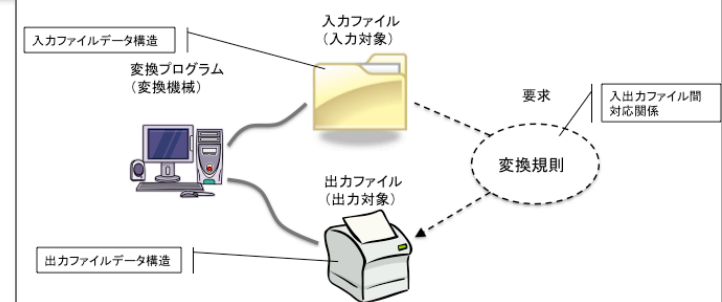 入力ファイル
(入力対象)
入力ファイルデータ構造
変換プログラム
(変換機械)
要求
入出力ファイル間
対応関係
変換規則
出力ファイル
(出力対象)
出力ファイルデータ構造